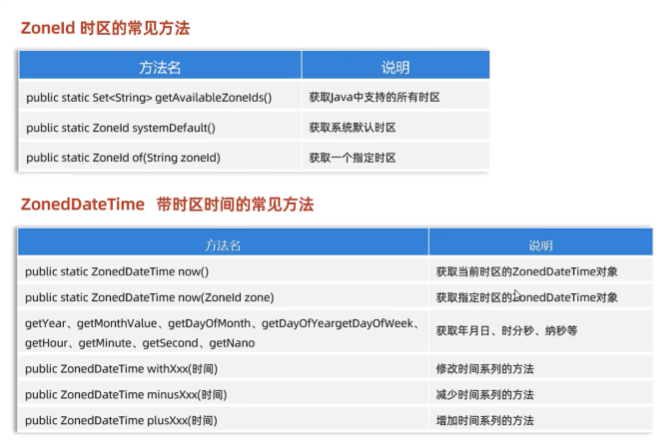 ZoneId 时区的常见方法
方法名 说明
public static Set<String> getAvailableZoneIds() 获取Java中支持的所有时区
public static ZoneId systemDefault() 获取系统默认时区
public static ZoneId of(String zoneId) 获取一个指定时区
ZonedDateTime 带时区时间的常见方法
方法名 说明
public static ZonedDateTime now() 获取当前时区的ZonedDateTime对象
public static ZonedDateTime now(ZoneId zone) 获取指定时区的ZonedDateTime对象
getYear、getMonthValue、getDayOfMonth、getDayOfYeargetDayOfWeek、
getHour、getMinute、getSecond、getNano 获取年月日、时分秒、纳秒等
public ZonedDateTime withXxx(时间) 修改时间系列的方法
public ZonedDateTime minusXxx(时间) 减少时间系列的方法
public ZonedDateTime plusXxx(时间) 增加时间系列的方法